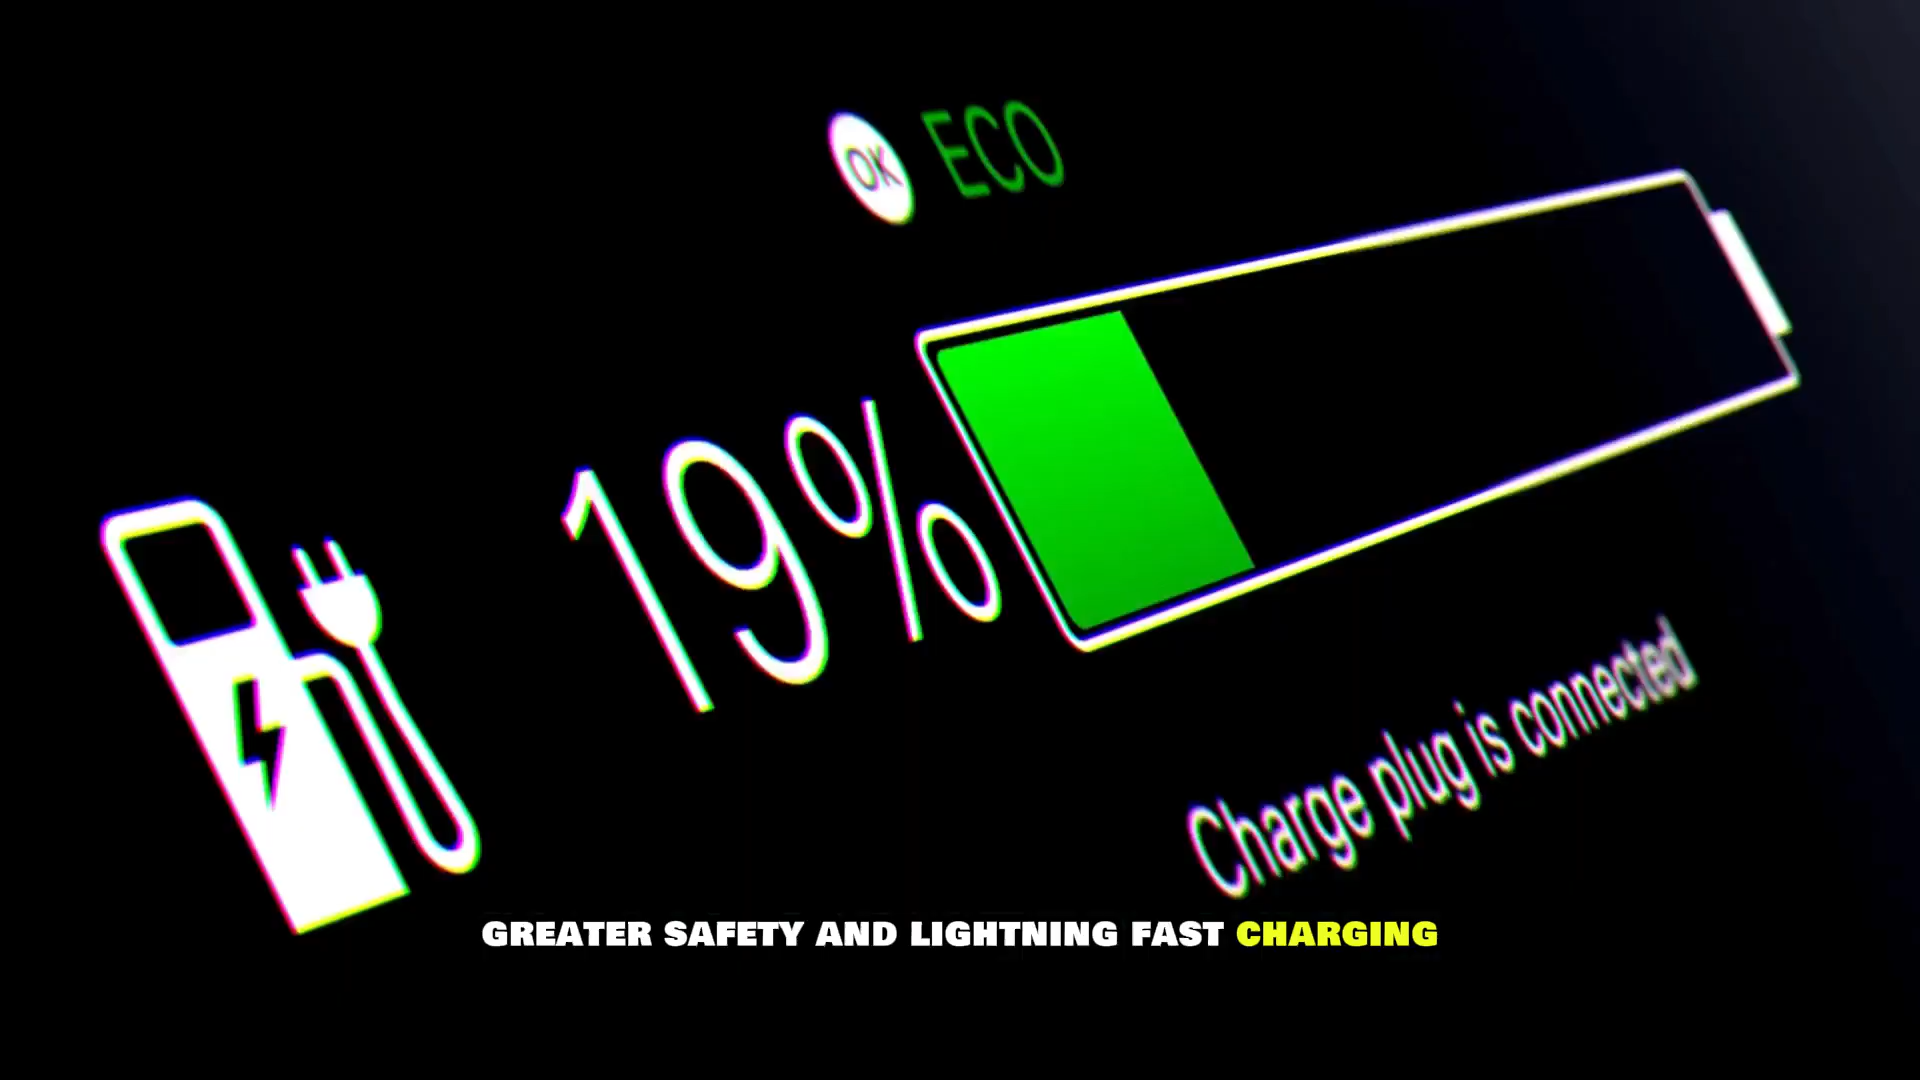 OK ECO
19%
Charge plug is connected
GREATER SAFETY AND LIGHTNING FAST CHARGING